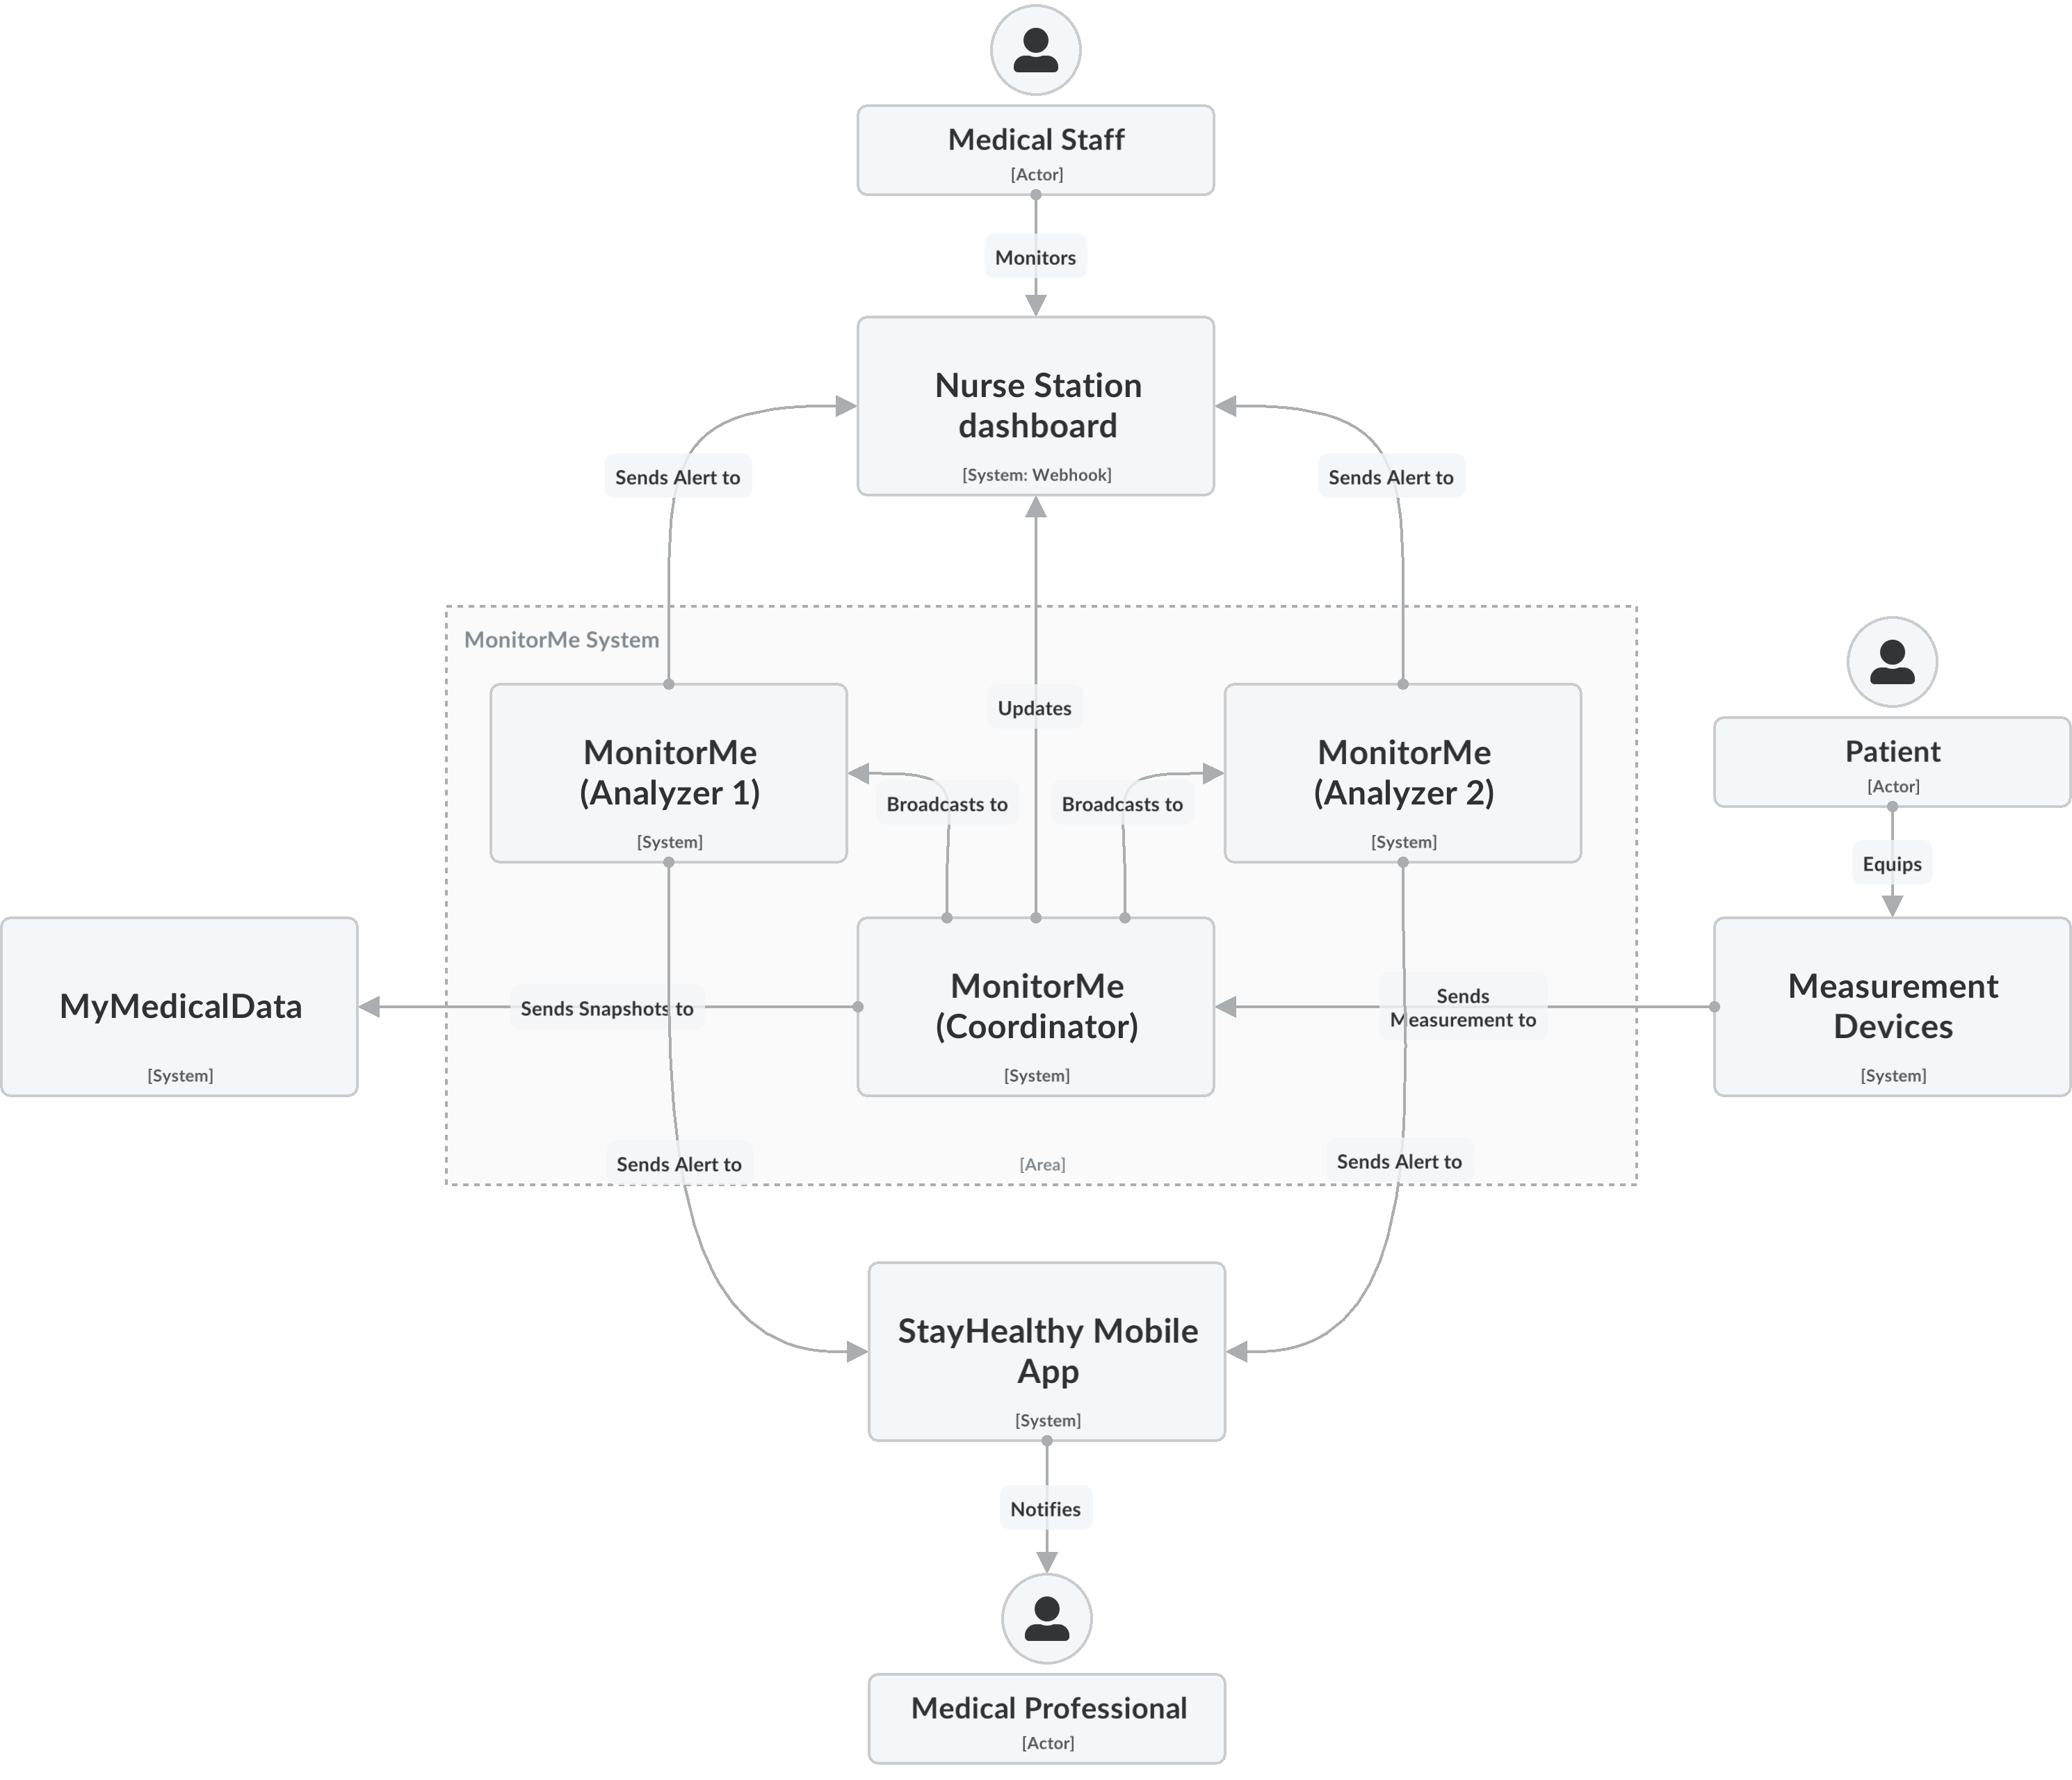 Medical Staff
[Actor]
Monitors
Nurse Station
dashboard
[System: Webhook]
Sends Alert to
Sends Alert to
MonitorMe System
Updates
MonitorMe
(Analyzer 1)
[System]
Broadcasts to
Broadcasts to
MonitorMe
(Analyzer 2)
[System]
Patient
[Actor]
Equips
MyMedicalData
[System]
Sends Snapshots to
MonitorMe
(Coordinator)
[System]
Sends
Measurement to
Measurement
Devices
[System]
Sends Alert to
[Area]
Sends Alert to
StayHealthy Mobile
App
[System]
Notifies
Medical Professional
[Actor]